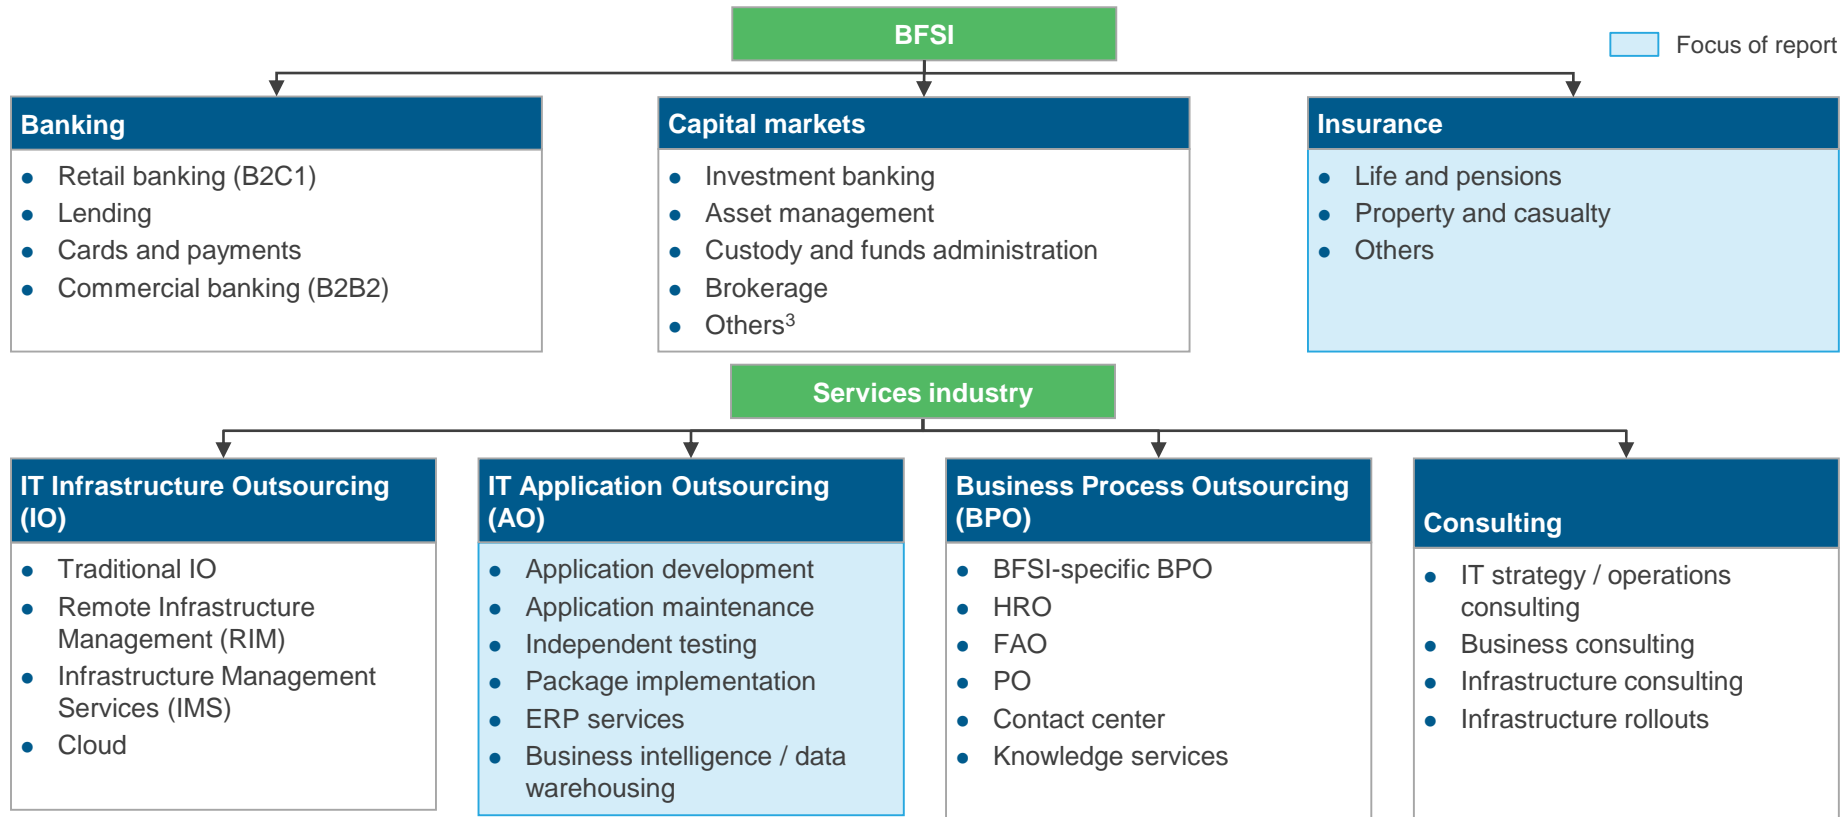 BFSI
Focus of report
Banking
Retail banking (B2C1)
Lending
Cards and payments
Commercial banking (B2B2)
Capital markets
Investment banking
Asset management
Custody and funds administration
Brokerage
Others3
Insurance
Life and pensions
Property and casualty
Others
Services industry
IT Infrastructure Outsourcing
(IO)
Traditional IO
Remote Infrastructure
Management (RIM)
Infrastructure Management
Services (IMS)
Cloud
IT Application Outsourcing
(AO)
Application development
Application maintenance
Independent testing
Package implementation
ERP services
Business intelligence / data
warehousing
Business Process Outsourcing
(BPO)
BFSI-specific BPO
HRO
FAO
PO
Contact center
Knowledge services
Consulting
IT strategy / operations
consulting
Business consulting
Infrastructure consulting
Infrastructure rollouts